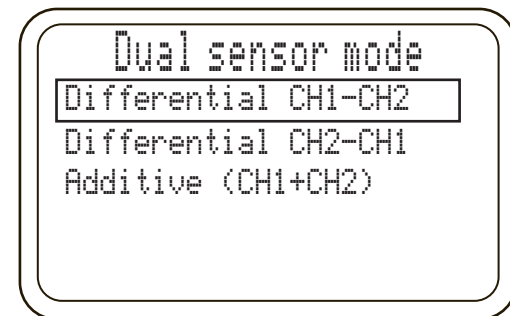 Dual sensor mode
Differential CH1-CH2
Differential CH2-CH1
Additive (CH1+CH2)